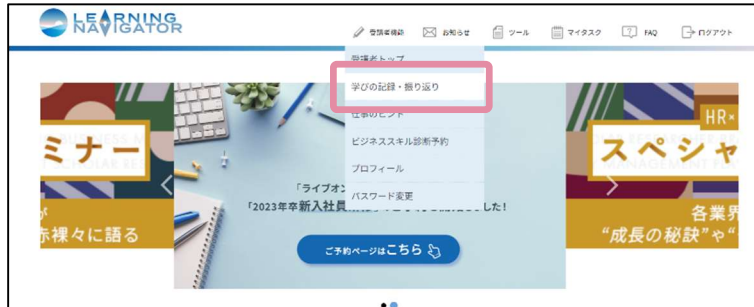 LEARNING
NAVIGATOR
受講者機能
お知らせ
ツール
マイタスク
FAQ
ログアウト
受講者トップ
学びの記録・振り返り
仕事のヒント
ビジネススキル診断予約
プロフィール
パスワード変更
ミナー
が
赤裸々に語る
「ライブオン
「2023年卒新入社員
した!
ご予約ページはこちら
HR×
スペシャ
各業界
“成長の秘訣”や“